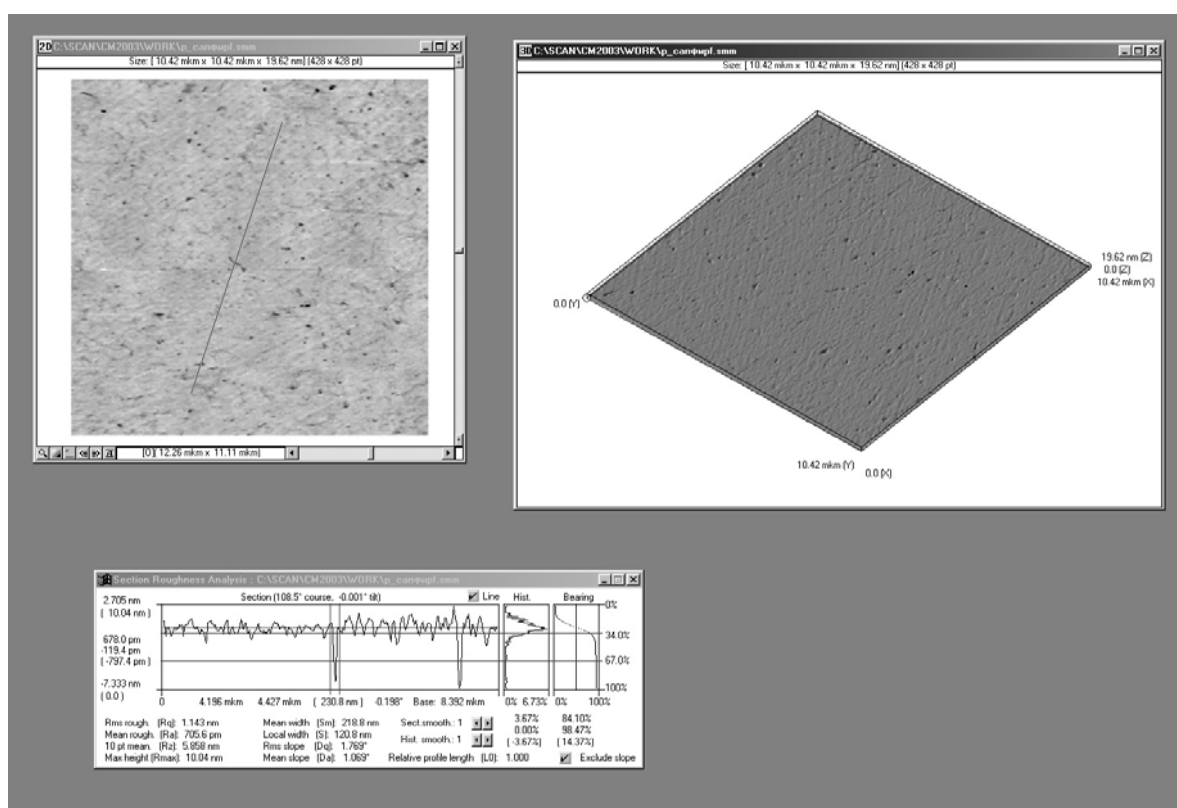 2D C:\SCAN\CM2003\WORK\p_сапфирf.smm
Size: [ 10.42 mkm x 10.42 mkm x 19.62 nm] (428 x 428 pt)
[0][ 12.26 mkm x 11.11 mkm]
3D C:\SCAN\CM2003\WORK\p_сапфирf.smm
Size: [ 10.42 mkm x 10.42 mkm x 19.62 nm] (428 x 428 pt)
19.62 nm (Z)
0.0 (Z)
10.42 mkm (X)
0.0 (Y)
10.42 mkm (Y)
0.0 (X)
Section Roughness Analysis : C:\SCAN\CM2003\WORK\p_сапфирf.smm
2.705 nm
( 10.04 nm )
678.0 pm
-119.4 pm
( -797.4 pm )
-7.333 nm
( 0.0 )
Section (108.5° course, -0.001° tilt)
Line
Hist.
Bearing
0%
34.0%
67.0%
100%
0 4.196 mkm 4.427 mkm ( 230.8 nm ) -0.198° Base: 8.392 mkm
0% 6.73% 0% 100%
Rms rough. (Rq): 1.143 nm
Mean rough. (Ra): 705.6 pm
10 pt mean. (Rz): 5.858 nm
Max height (Rmax): 10.04 nm
Mean width (Sm): 218.8 nm
Local width (S): 120.8 nm
Rms slope (Dq): 1.769°
Mean slope (Da): 1.069°
Sect.smooth.: 1
Hist. smooth.: 1
Relative profile length (L0): 1.000
3.67% 84.10%
0.00% 98.47%
( -3.67%) ( 14.37%)
Exclude slope